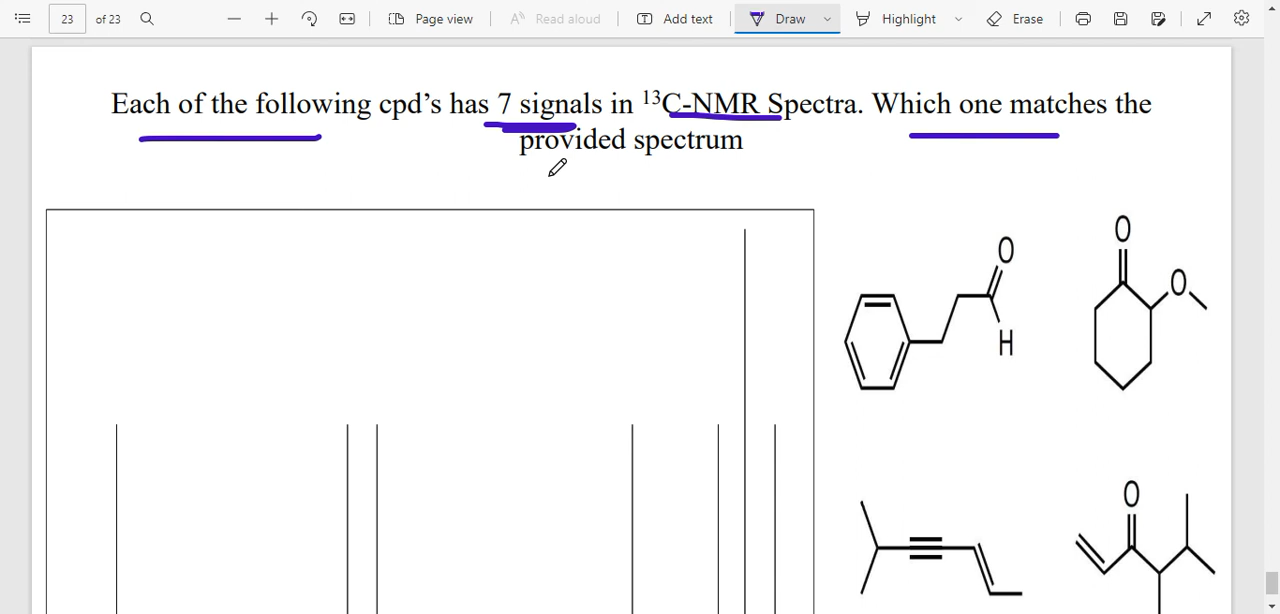 23 of 23 Page view Read aloud Add text Draw Highlight Erase
Each of the following cpd's has 7 signals in ¹³C-NMR Spectra. Which one matches the
provided spectrum
O
H
O
O
O